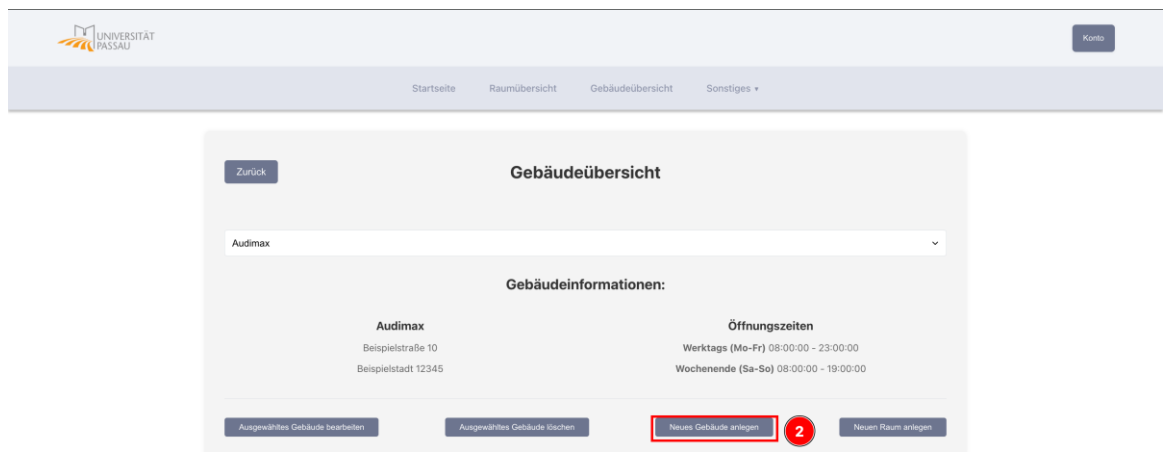 UNIVERSITÄT
PASSAU
Konto
Startseite Raumübersicht Gebäudeübersicht Sonstiges ▾
Zurück
Gebäudeübersicht
Audimax
Gebäudeinformationen:
Audimax
Beispielstraße 10
Beispielstadt 12345
Öffnungszeiten
Werktags (Mo-Fr) 08:00:00 - 23:00:00
Wochenende (Sa-So) 08:00:00 - 19:00:00
Ausgewähltes Gebäude bearbeiten
Ausgewähltes Gebäude löschen
Neues Gebäude anlegen
2
Neuen Raum anlegen